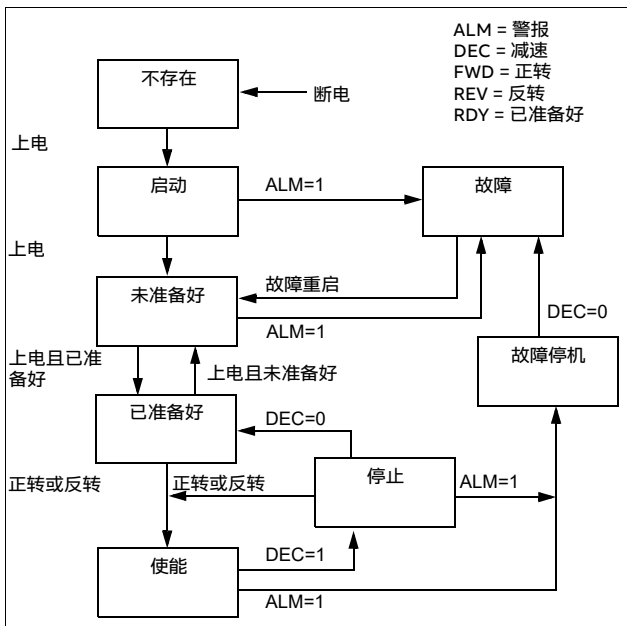 ALM = 警报
DEC = 减速
FWD = 正转
REV = 反转
RDY = 已准备好
不存在
断电
上电
启动
ALM=1
故障
上电
未准备好
故障重启
ALM=1
DEC=0
上电且已准
备好
上电且未准备好
故障停机
已准备好
DEC=0
正转或反转
正转或反转
停止
ALM=1
使能
DEC=1
ALM=1